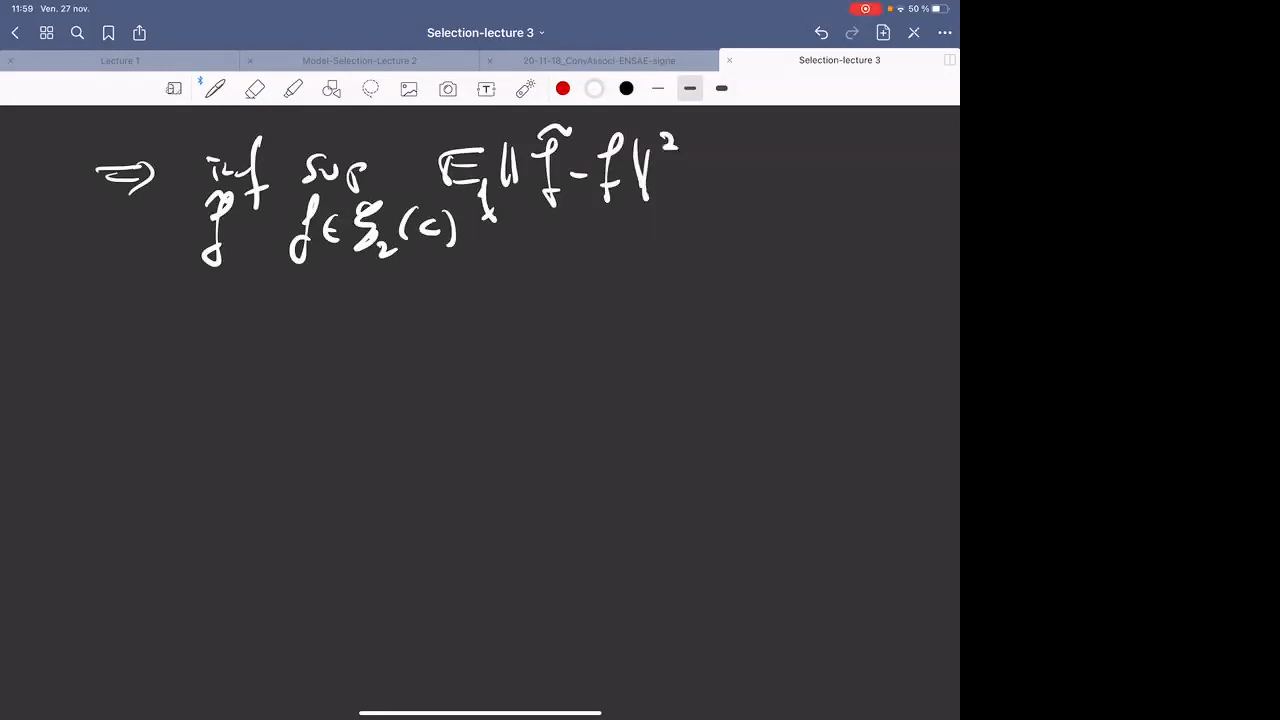 11:59 Ven. 27 nov. 50 %
Selection-lecture 3
Lecture 1 Model-Selection-Lecture 2 20-11-18_ConvAssoci-ENSAE-signe Selection-lecture 3
T
⇒ inf sup 𝔼_f ‖ f̃ - f ‖²
f̃ f ∈ ξ₂(c)